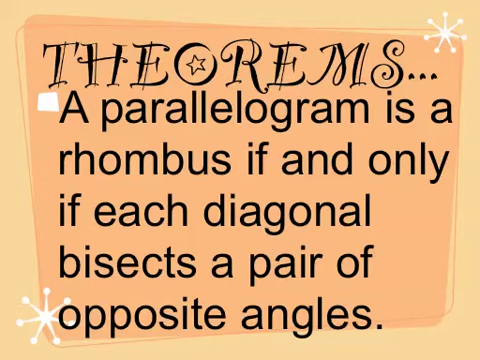 THEOREMS...
A parallelogram is a
rhombus if and only
if each diagonal
bisects a pair of
opposite angles.